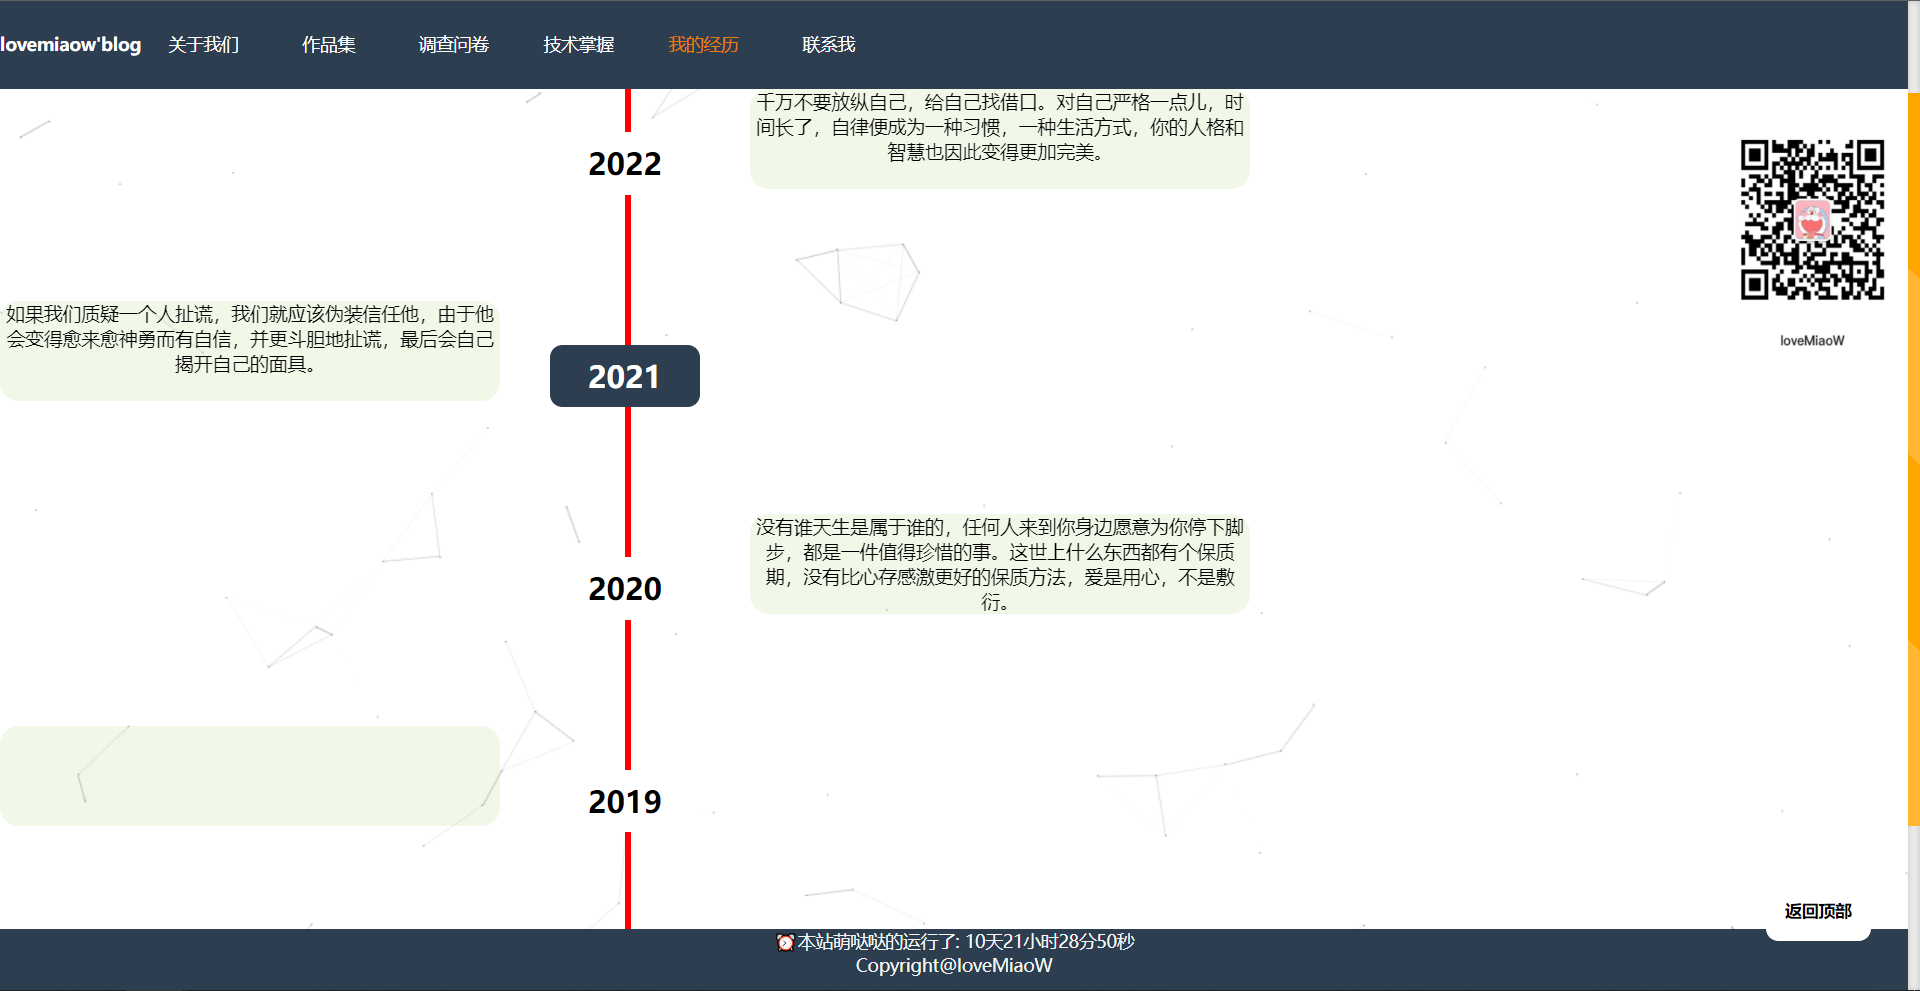 lovemiaow'blog 关于我们 作品集 调查问卷 技术掌握 我的经历 联系我
千万不要放纵自己，给自己找借口。对自己严格一点儿，时
间长了，自律便成为一种习惯，一种生活方式，你的人格和
智慧也因此变得更加完美。
2022
loveMiaoW
如果我们质疑一个人扯谎，我们就应该伪装信任他，由于他
会变得愈来愈神勇而有自信，并更斗胆地扯谎，最后会自己
揭开自己的面具。
2021
没有谁天生是属于谁的，任何人来到你身边愿意为你停下脚
步，都是一件值得珍惜的事。这世上什么东西都有个保质
期，没有比心存感激更好的保质方法，爱是用心，不是敷
衍。
2020
2019
返回顶部
⏰本站萌哒哒的运行了: 10天21小时28分50秒
Copyright@loveMiaoW